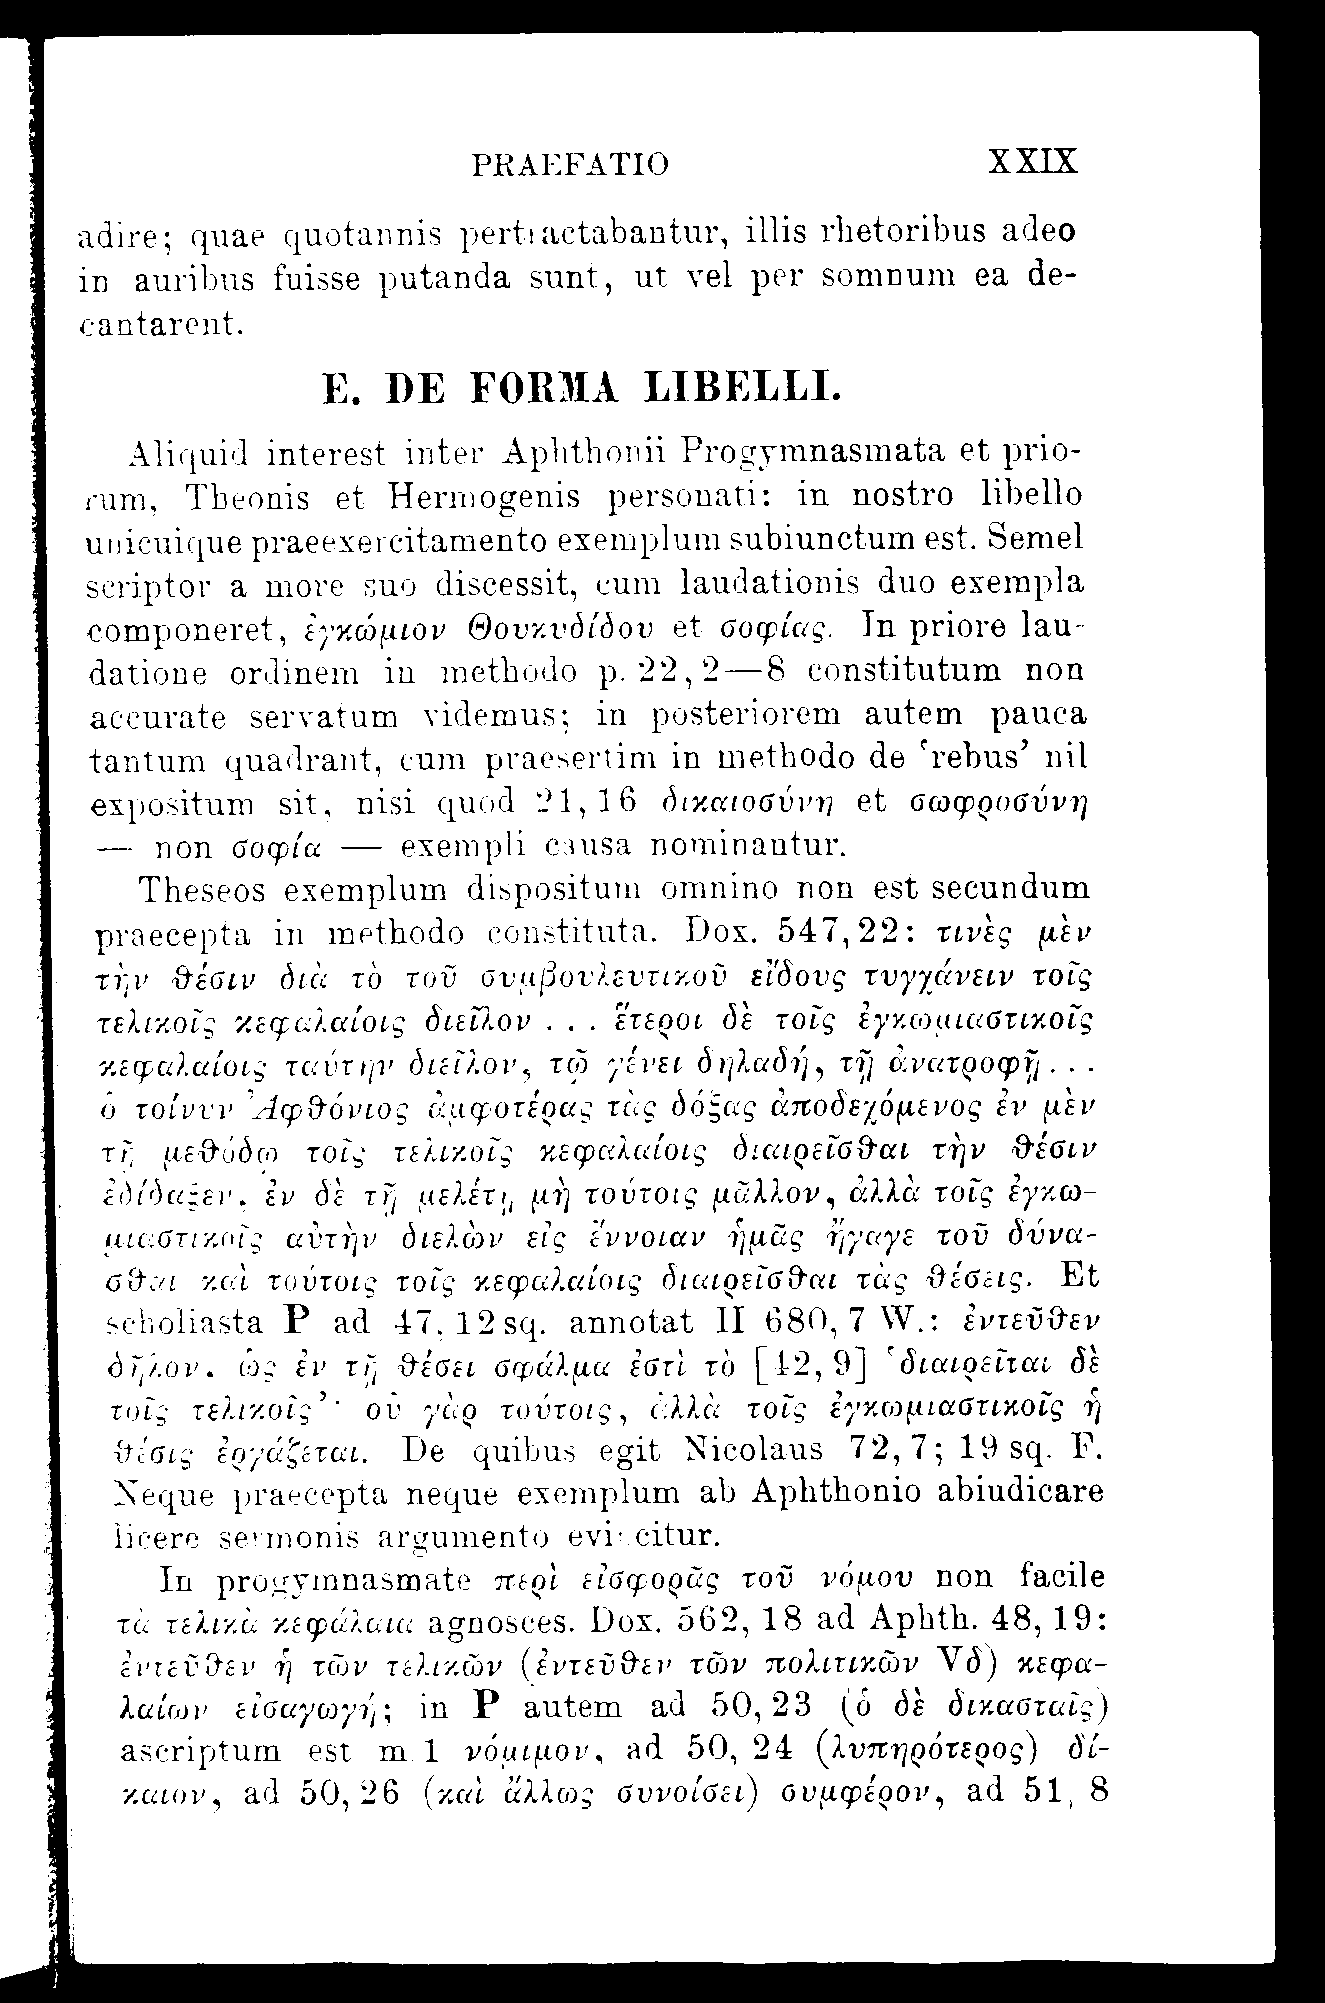 PRAEFATIO XXIX
adire; quae quotannis pertractabantur, illis rhetoribus adeo
in auribus fuisse putanda sunt, ut vel per somnum ea de-
cantarent.
E. DE FORMA LIBELLI.
Aliquid interest inter Aphthonii Progymnasmata et prio-
rum, Theonis et Hermogenis personati: in nostro libello
unicuique praeexercitamento exemplum subiunctum est. Semel
scriptor a more suo discessit, cum laudationis duo exempla
componeret, ἐγκώμιον Θουκυδίδου et σοφίας. In priore lau-
datione ordinem in methodo p. 22, 2—8 constitutum non
accurate servatum videmus; in posteriorem autem pauca
tantum quadrant, cum praesertim in methodo de ‘rebus’ nil
expositum sit, nisi quod 21, 16 δικαιοσύνη et σωφροσύνη
— non σοφία — exempli causa nominantur.
Theseos exemplum dispositum omnino non est secundum
praecepta in methodo constituta. Dox. 547, 22: τινὲς μὲν
τὴν θέσιν διὰ τὸ τοῦ συμβουλευτικοῦ εἴδους τυγχάνειν τοῖς
τελικοῖς κεφαλαίοις διεῖλον . . . ἕτεροι δὲ τοῖς ἐγκωμιαστικοῖς
κεφαλαίοις ταύτην διεῖλον, τῷ γένει δηλαδή, τῇ ἀνατροφῇ . . .
ὁ τοίνυν Ἀφθόνιος ἀμφοτέρας τὰς δόξας ἀποδεχόμενος ἐν μὲν
τῇ μεθόδῳ τοῖς τελικοῖς κεφαλαίοις διαιρεῖσθαι τὴν θέσιν
ἐδίδαξεν, ἐν δὲ τῇ μελέτῃ μὴ τούτοις μᾶλλον, ἀλλὰ τοῖς ἐγκω-
μιαστικοῖς αὐτὴν διελὼν εἰς ἔννοιαν ἡμᾶς ἤγαγε τοῦ δύνα-
σθαι καὶ τούτοις τοῖς κεφαλαίοις διαιρεῖσθαι τὰς θέσεις. Et
scholiasta P ad 47, 12 sq. annotat II 680, 7 W.: ἐντεῦθεν
δῆλον, ὡς ἐν τῇ θέσει σφάλμα ἐστὶ τὸ [42, 9] ‘διαιρεῖται δὲ
τοῖς τελικοῖς’· οὐ γὰρ τούτοις, ἀλλὰ τοῖς ἐγκωμιαστικοῖς ἡ
θέσις ἐργάζεται. De quibus egit Nicolaus 72, 7; 19 sq. F.
Neque praecepta neque exemplum ab Aphthonio abiudicare
licere sermonis argumento evincitur.
In progymnasmate περὶ εἰσφορᾶς τοῦ νόμου non facile
τὰ τελικὰ κεφάλαια agnosces. Dox. 562, 18 ad Aphth. 48, 19:
ἐντεῦθεν ἡ τῶν τελικῶν (ἐντεῦθεν τῶν πολιτικῶν Vδ) κεφα-
λαίων εἰσαγωγή; in P autem ad 50, 23 (ὁ δὲ δικασταῖς)
ascriptum est m 1 νόμιμον, ad 50, 24 (λυπηρότερος) δί-
καιον, ad 50, 26 (καὶ ἄλλως συνοίσει) συμφέρον, ad 51, 8